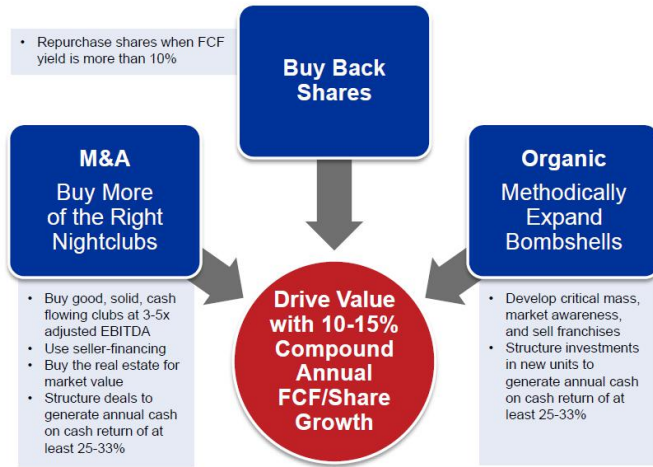 • Repurchase shares when FCF
yield is more than 10%
Buy Back
Shares
M&A
Buy More
of the Right
Nightclubs
• Buy good, solid, cash
flowing clubs at 3-5x
adjusted EBITDA
• Use seller-financing
• Buy the real estate for
market value
• Structure deals to
generate annual cash
on cash return of at
least 25-33%
Organic
Methodically
Expand
Bombshells
• Develop critical mass,
market awareness,
and sell franchises
• Structure investments
in new units to
generate annual cash
on cash return of at
least 25-33%
Drive Value
with 10-15%
Compound
Annual
FCF/Share
Growth